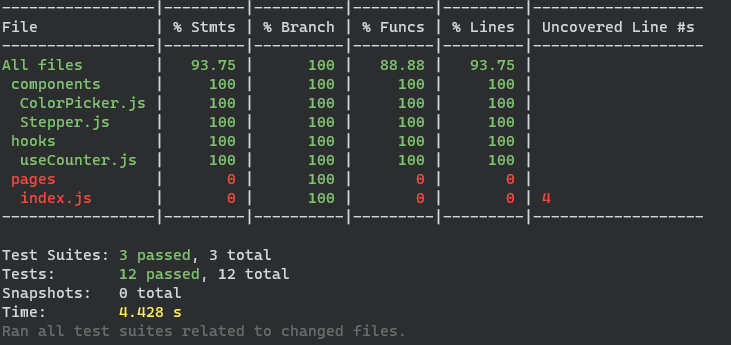 -----------------|---------|----------|---------|---------|-------------------
File             | % Stmts | % Branch | % Funcs | % Lines | Uncovered Line #s
-----------------|---------|----------|---------|---------|-------------------
All files        |   93.75 |      100 |   88.88 |   93.75 |
 components      |     100 |      100 |     100 |     100 |
  ColorPicker.js |     100 |      100 |     100 |     100 |
  Stepper.js     |     100 |      100 |     100 |     100 |
 hooks           |     100 |      100 |     100 |     100 |
  useCounter.js  |     100 |      100 |     100 |     100 |
 pages           |       0 |      100 |       0 |       0 |
  index.js       |       0 |      100 |       0 |       0 | 4
-----------------|---------|----------|---------|---------|-------------------
Test Suites: 3 passed, 3 total
Tests:       12 passed, 12 total
Snapshots:   0 total
Time:        4.428 s
Ran all test suites related to changed files.